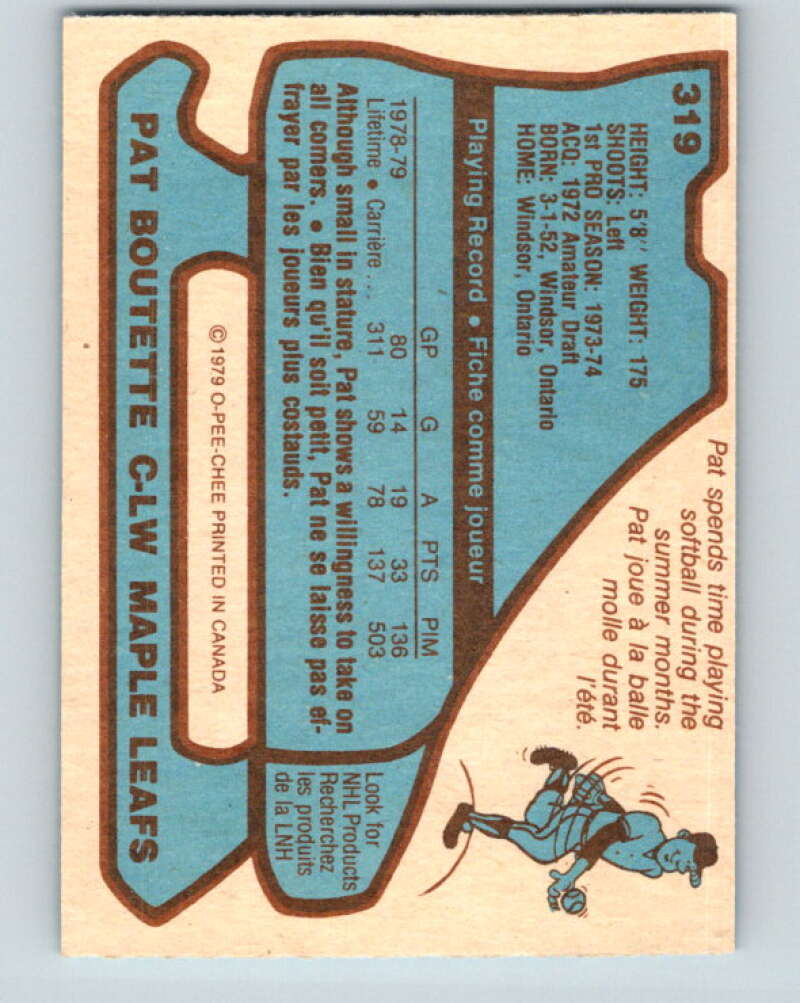 319
HEIGHT: 5'8" WEIGHT: 175
SHOOTS: Left
1st PRO SEASON: 1973-74
ACQ: 1972 Amateur Draft
BORN: 3-1-52, Windsor, Ontario
HOME: Windsor, Ontario
Pat spends time playing
softball during the
summer months.
Pat joue à la balle
molle durant
l'été.
Playing Record • Fiche comme joueur
GP G A PTS PIM
1978-79 80 14 19 33 136
Lifetime • Carrière ... 311 59 78 137 503
Although small in stature, Pat shows a willingness to take on
all comers. • Bien qu'il soit petit, Pat ne se laisse pas ef-
frayer par les joueurs plus costauds.
Look for
NHL Products
Recherchez
les produits
de la LNH
© 1979 O-PEE-CHEE PRINTED IN CANADA
PAT BOUTETTE C-LW MAPLE LEAFS